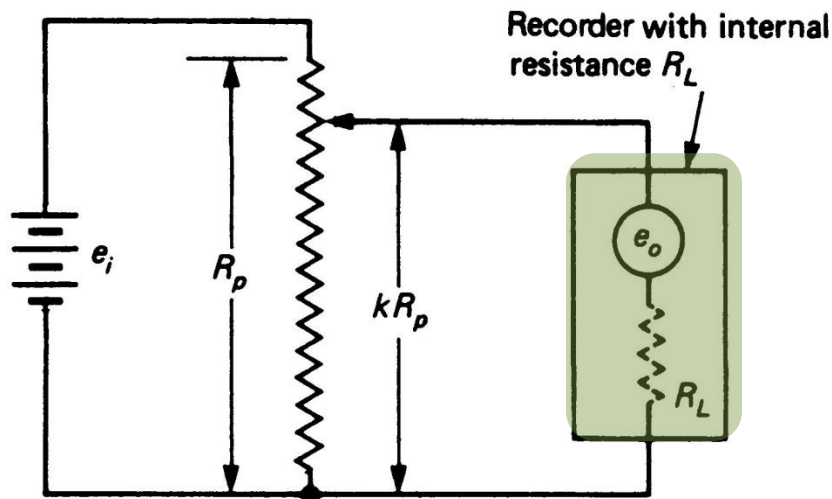 Recorder with internal
resistance R_L
e_i
R_p
kR_p
e_o
R_L